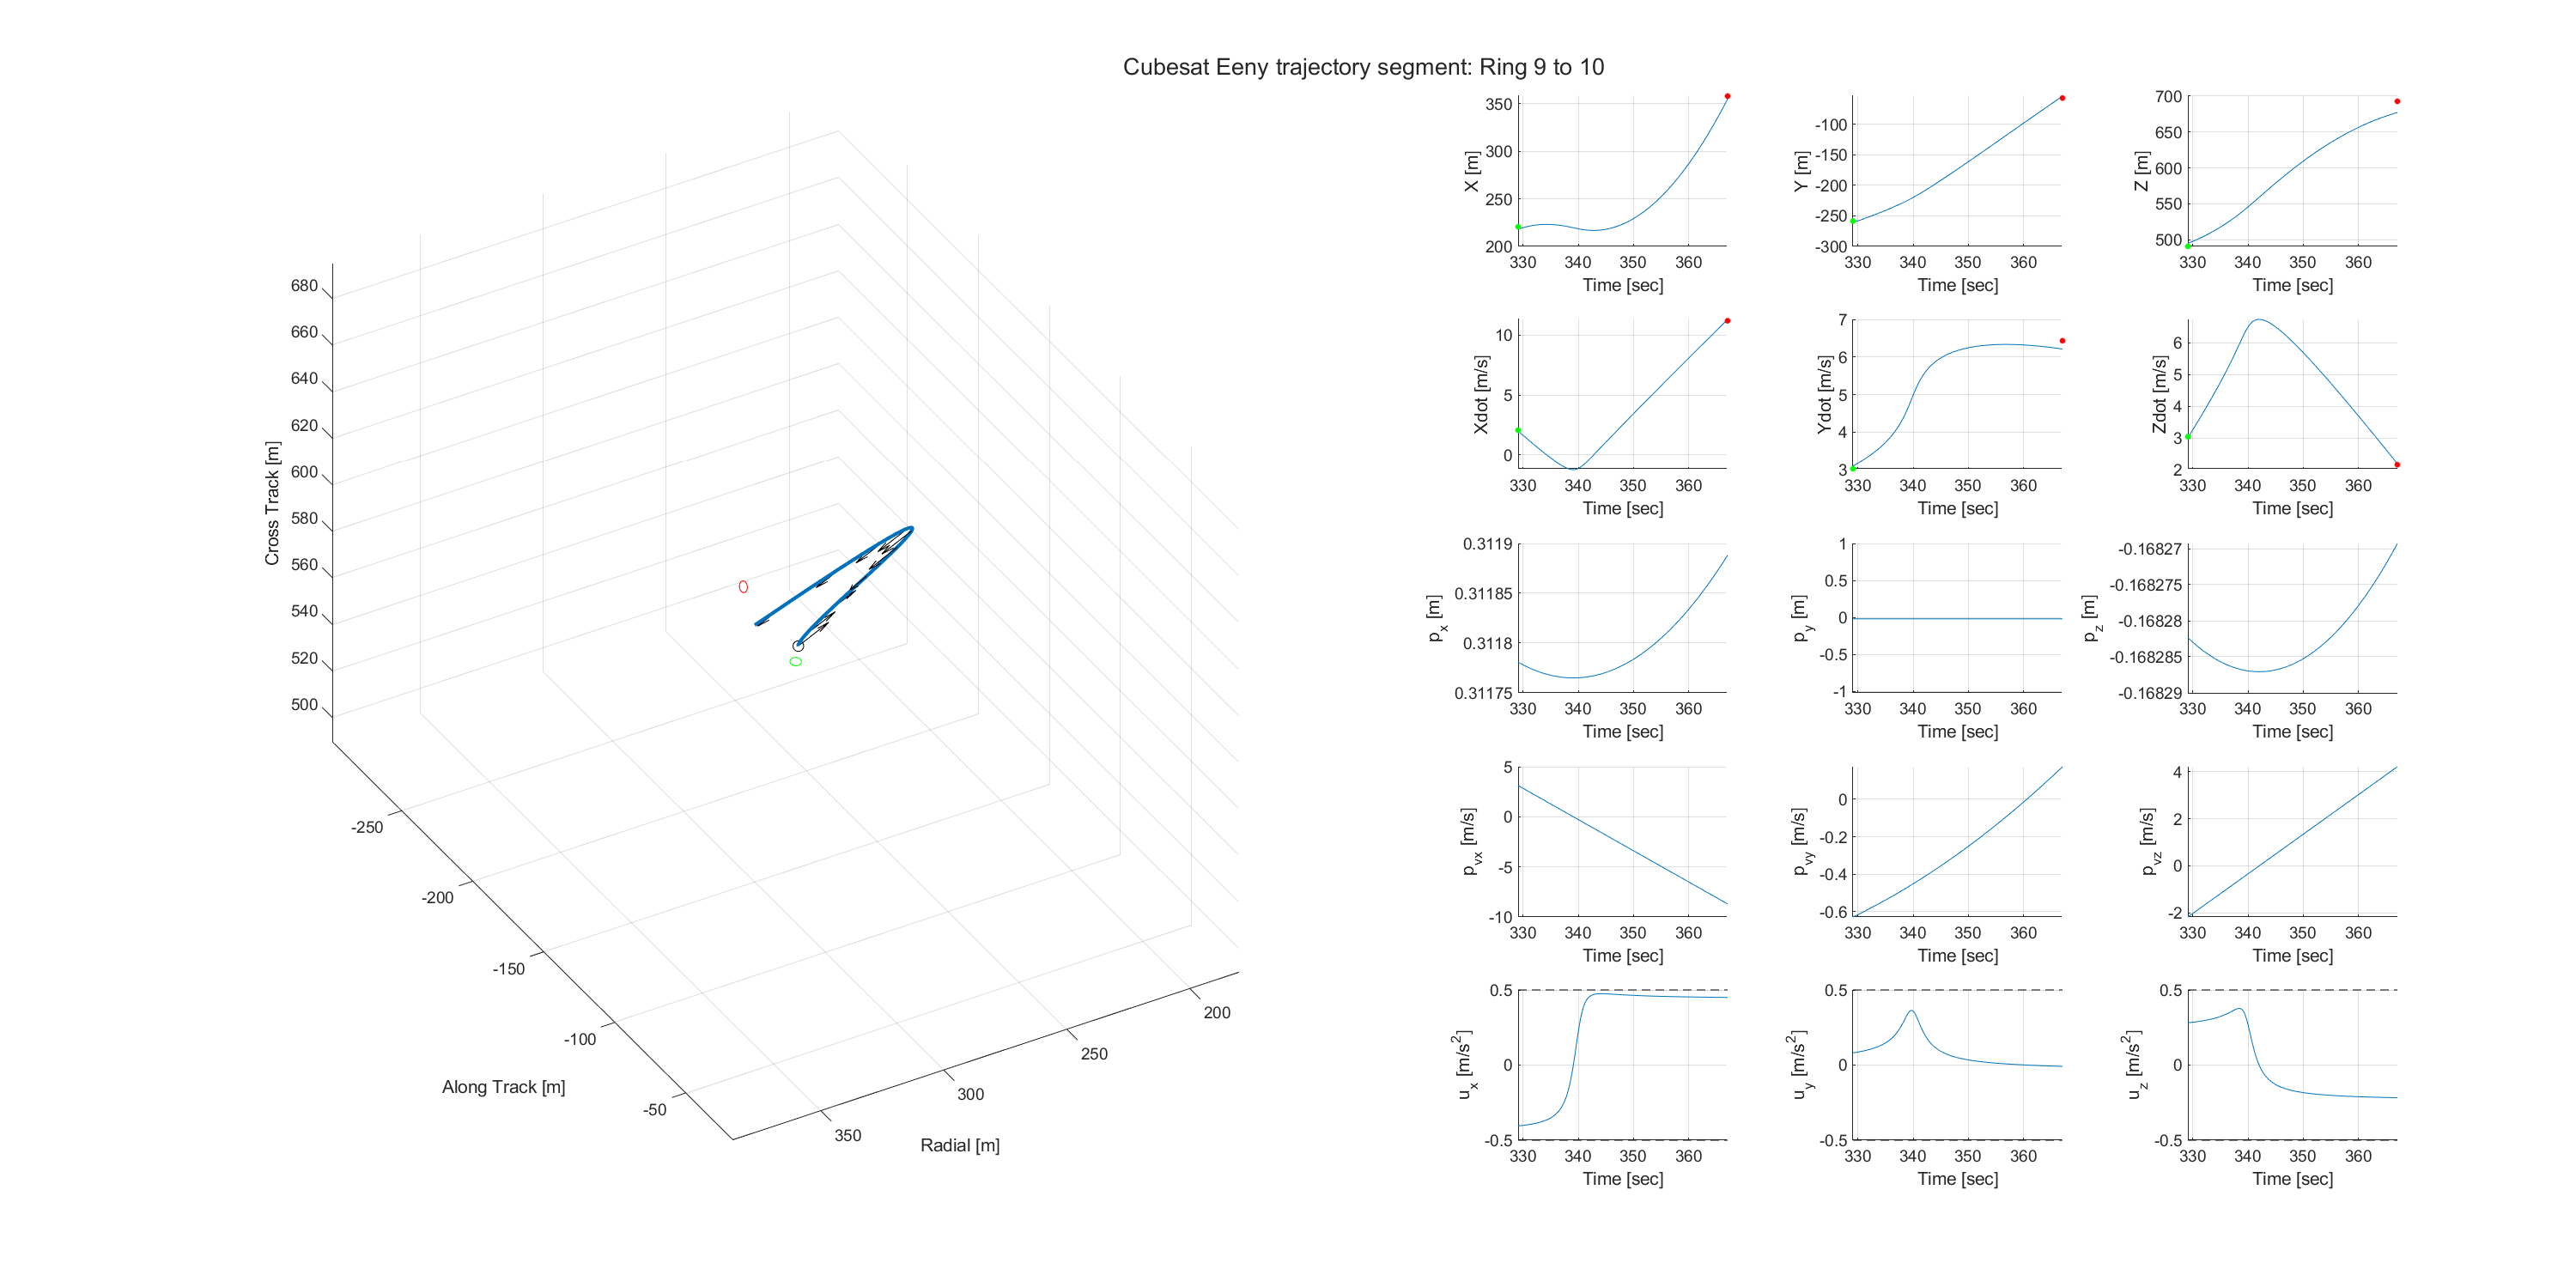 Cubesat Eeny trajectory segment: Ring 9 to 10
680
660
640
620
600
580
560
540
520
500
Cross Track [m]
-250
-200
-150
-100
-50
Along Track [m]
350
300
250
200
Radial [m]
350
300
250
200
X [m]
330 340 350 360
Time [sec]
-100
-150
-200
-250
-300
Y [m]
330 340 350 360
Time [sec]
700
650
600
550
500
Z [m]
330 340 350 360
Time [sec]
10
5
0
Xdot [m/s]
330 340 350 360
Time [sec]
7
6
5
4
3
Ydot [m/s]
330 340 350 360
Time [sec]
6
5
4
3
2
Zdot [m/s]
330 340 350 360
Time [sec]
0.3119
0.31185
0.3118
0.31175
p_x [m]
330 340 350 360
Time [sec]
1
0.5
0
-0.5
-1
p_y [m]
330 340 350 360
Time [sec]
-0.16827
-0.168275
-0.16828
-0.168285
-0.16829
p_z [m]
330 340 350 360
Time [sec]
5
0
-5
-10
p_vx [m/s]
330 340 350 360
Time [sec]
0
-0.2
-0.4
-0.6
p_vy [m/s]
330 340 350 360
Time [sec]
4
2
0
-2
p_vz [m/s]
330 340 350 360
Time [sec]
0.5
0
-0.5
u_x [m/s²]
330 340 350 360
Time [sec]
0.5
0
-0.5
u_y [m/s²]
330 340 350 360
Time [sec]
0.5
0
-0.5
u_z [m/s²]
330 340 350 360
Time [sec]